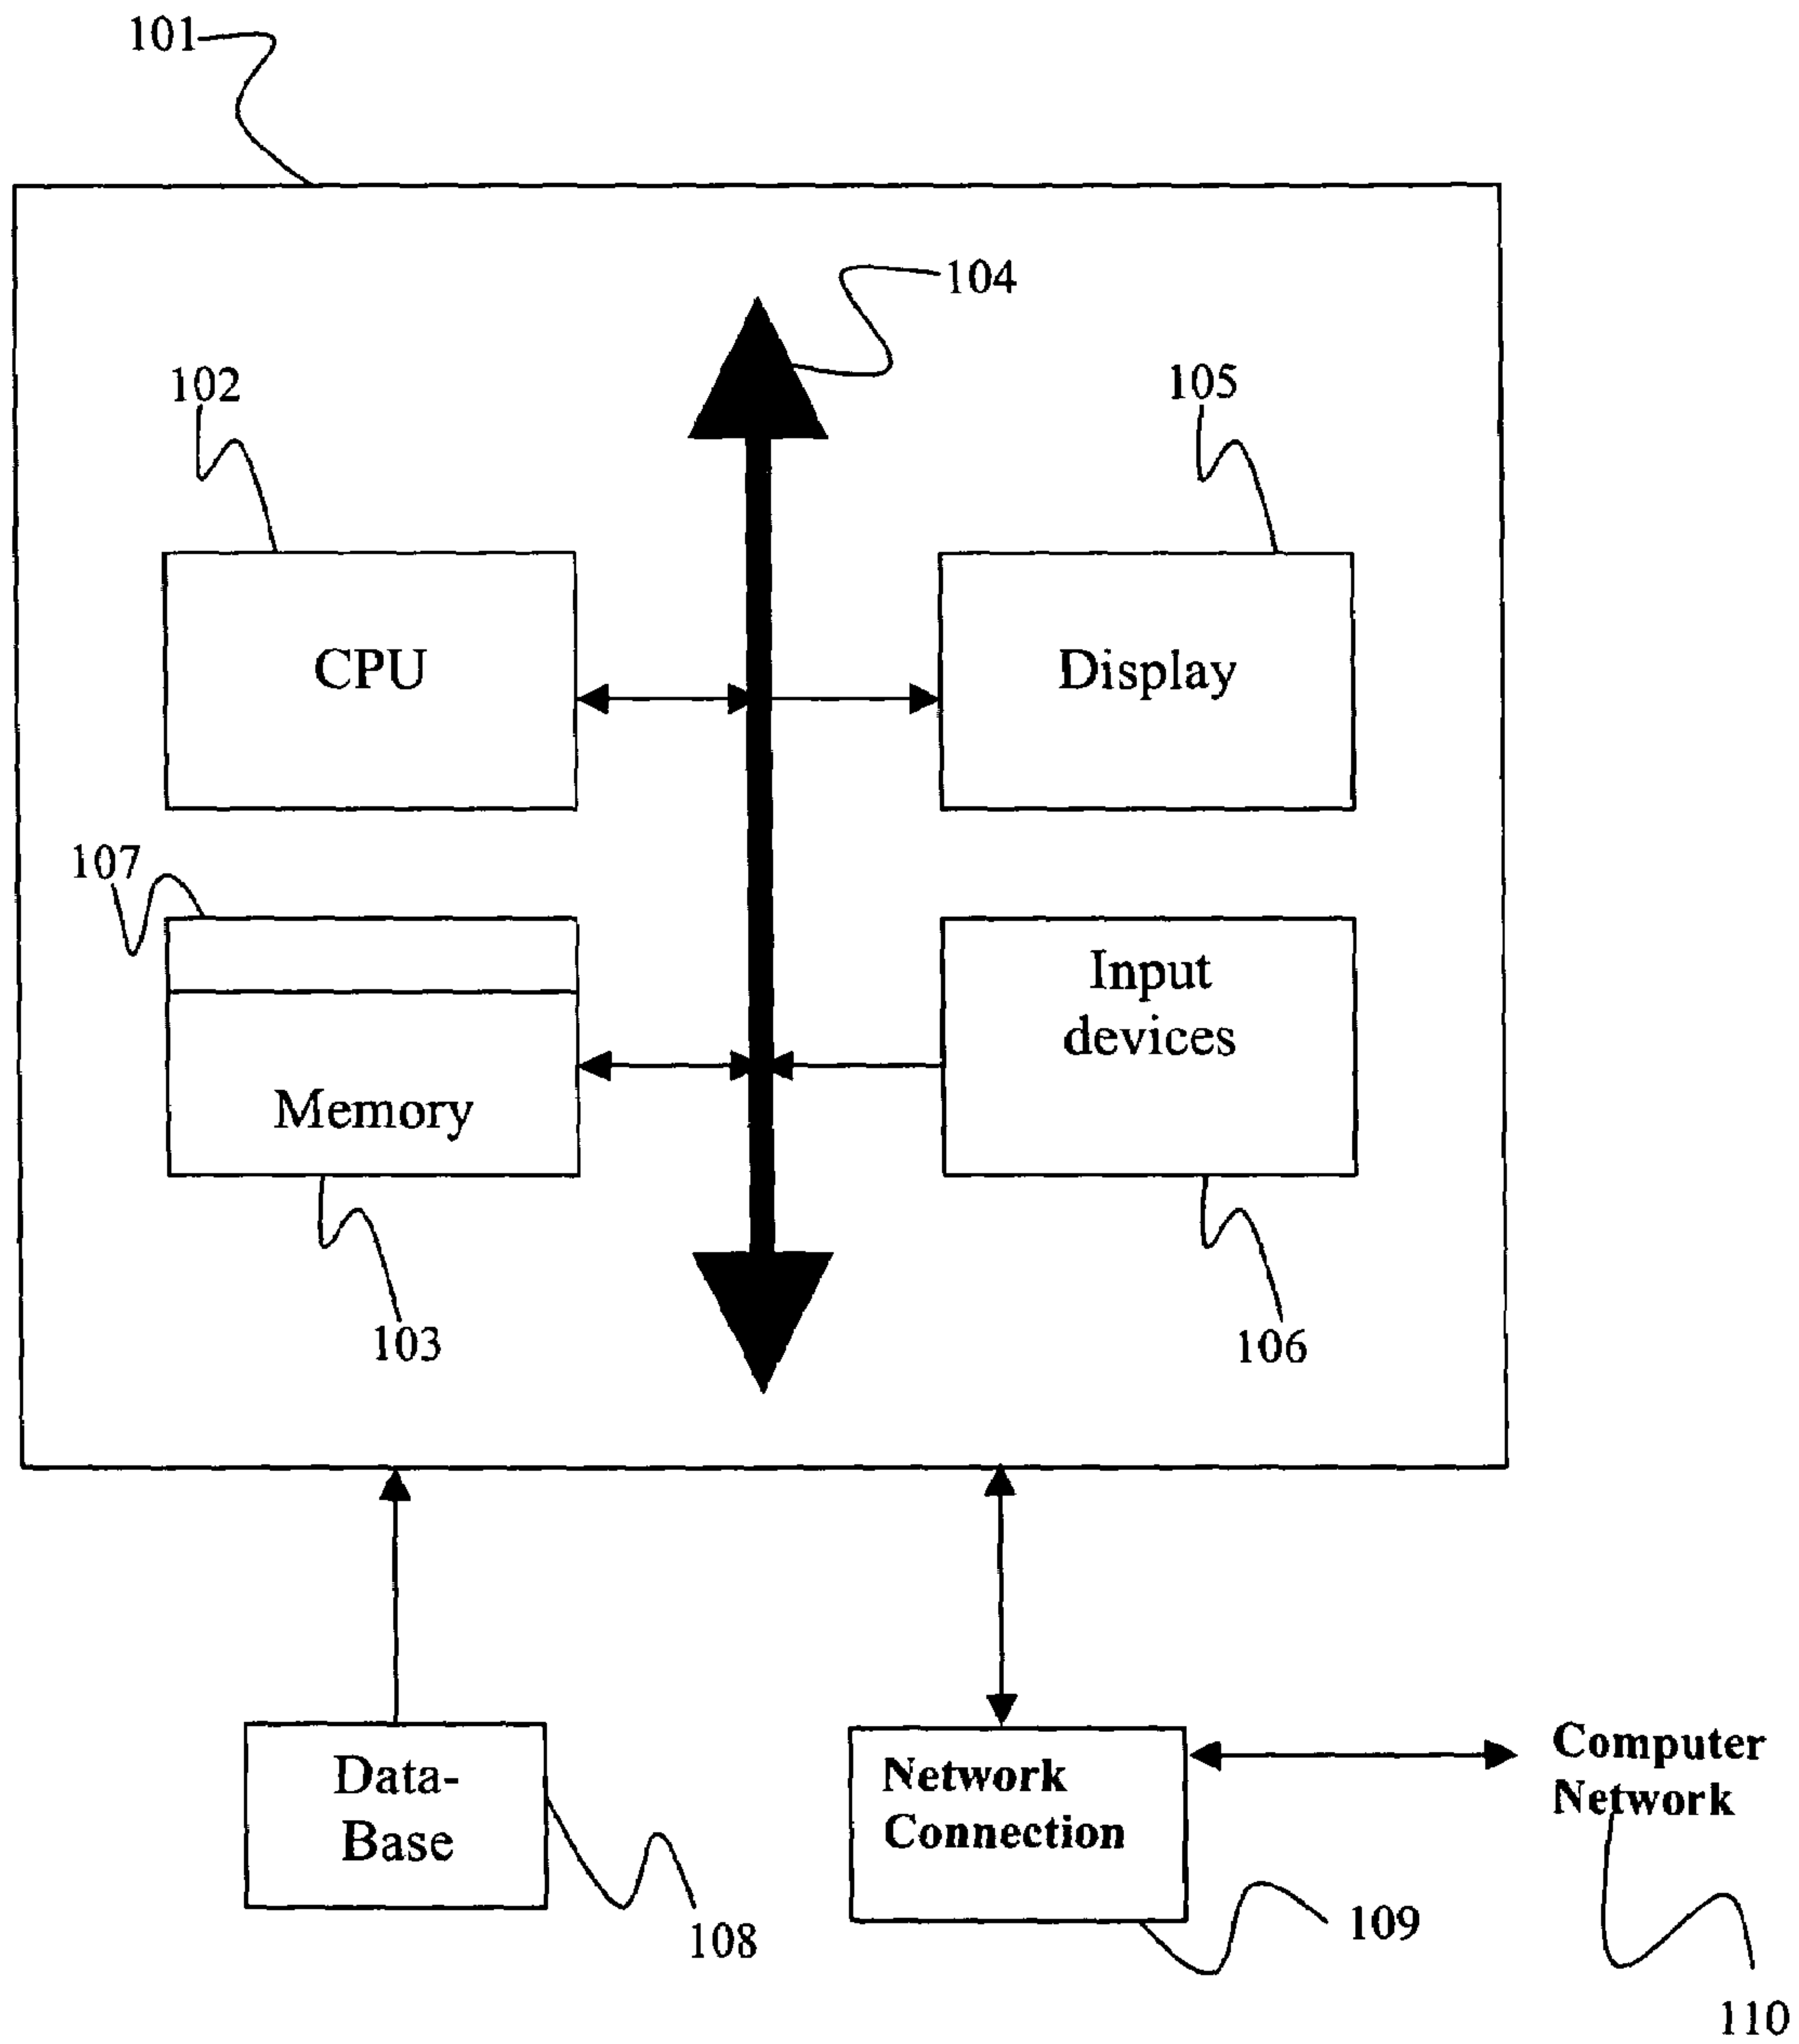 101
104
102
105
CPU
Display
107
Input
devices
Memory
103
106
Data-
Base
Network
Connection
Computer
Network
108
109
110